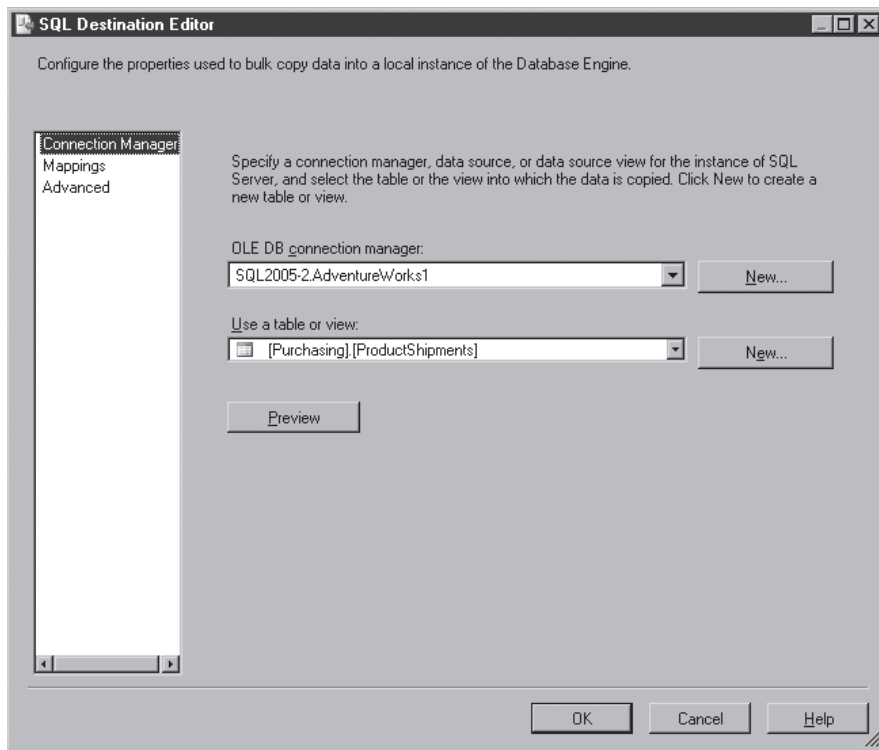 SQL Destination Editor
Configure the properties used to bulk copy data into a local instance of the Database Engine.
Connection Manager
Mappings
Advanced
Specify a connection manager, data source, or data source view for the instance of SQL
Server, and select the table or the view into which the data is copied. Click New to create a
new table or view.
OLE DB connection manager:
SQL2005-2.AdventureWorks1
New...
Use a table or view:
[Purchasing].[ProductShipments]
New...
Preview
OK
Cancel
Help